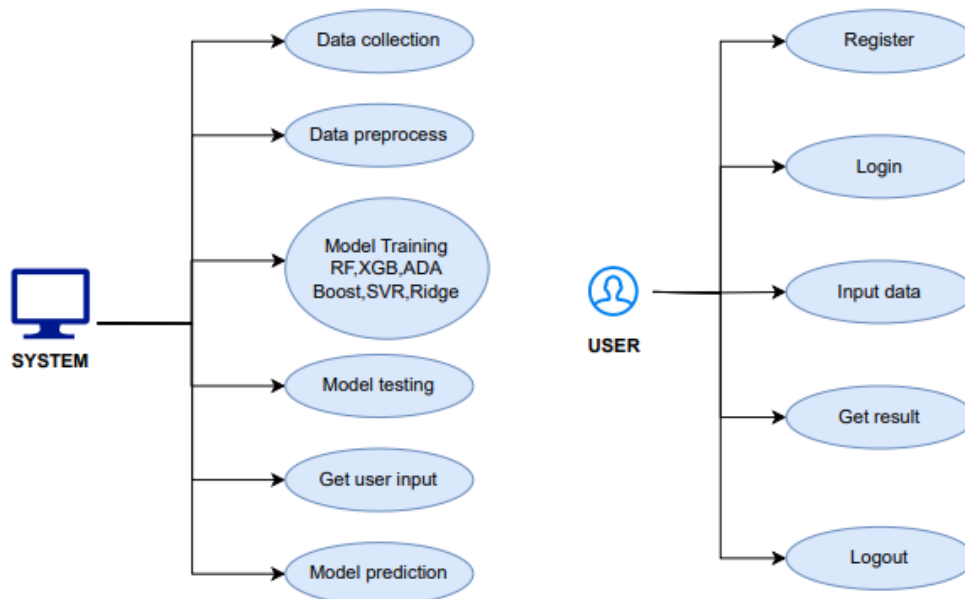 Data collection
Data preprocess
Model Training
RF,XGB,ADA
Boost,SVR,Ridge
SYSTEM
Model testing
Get user input
Model prediction
Register
Login
Input data
USER
Get result
Logout